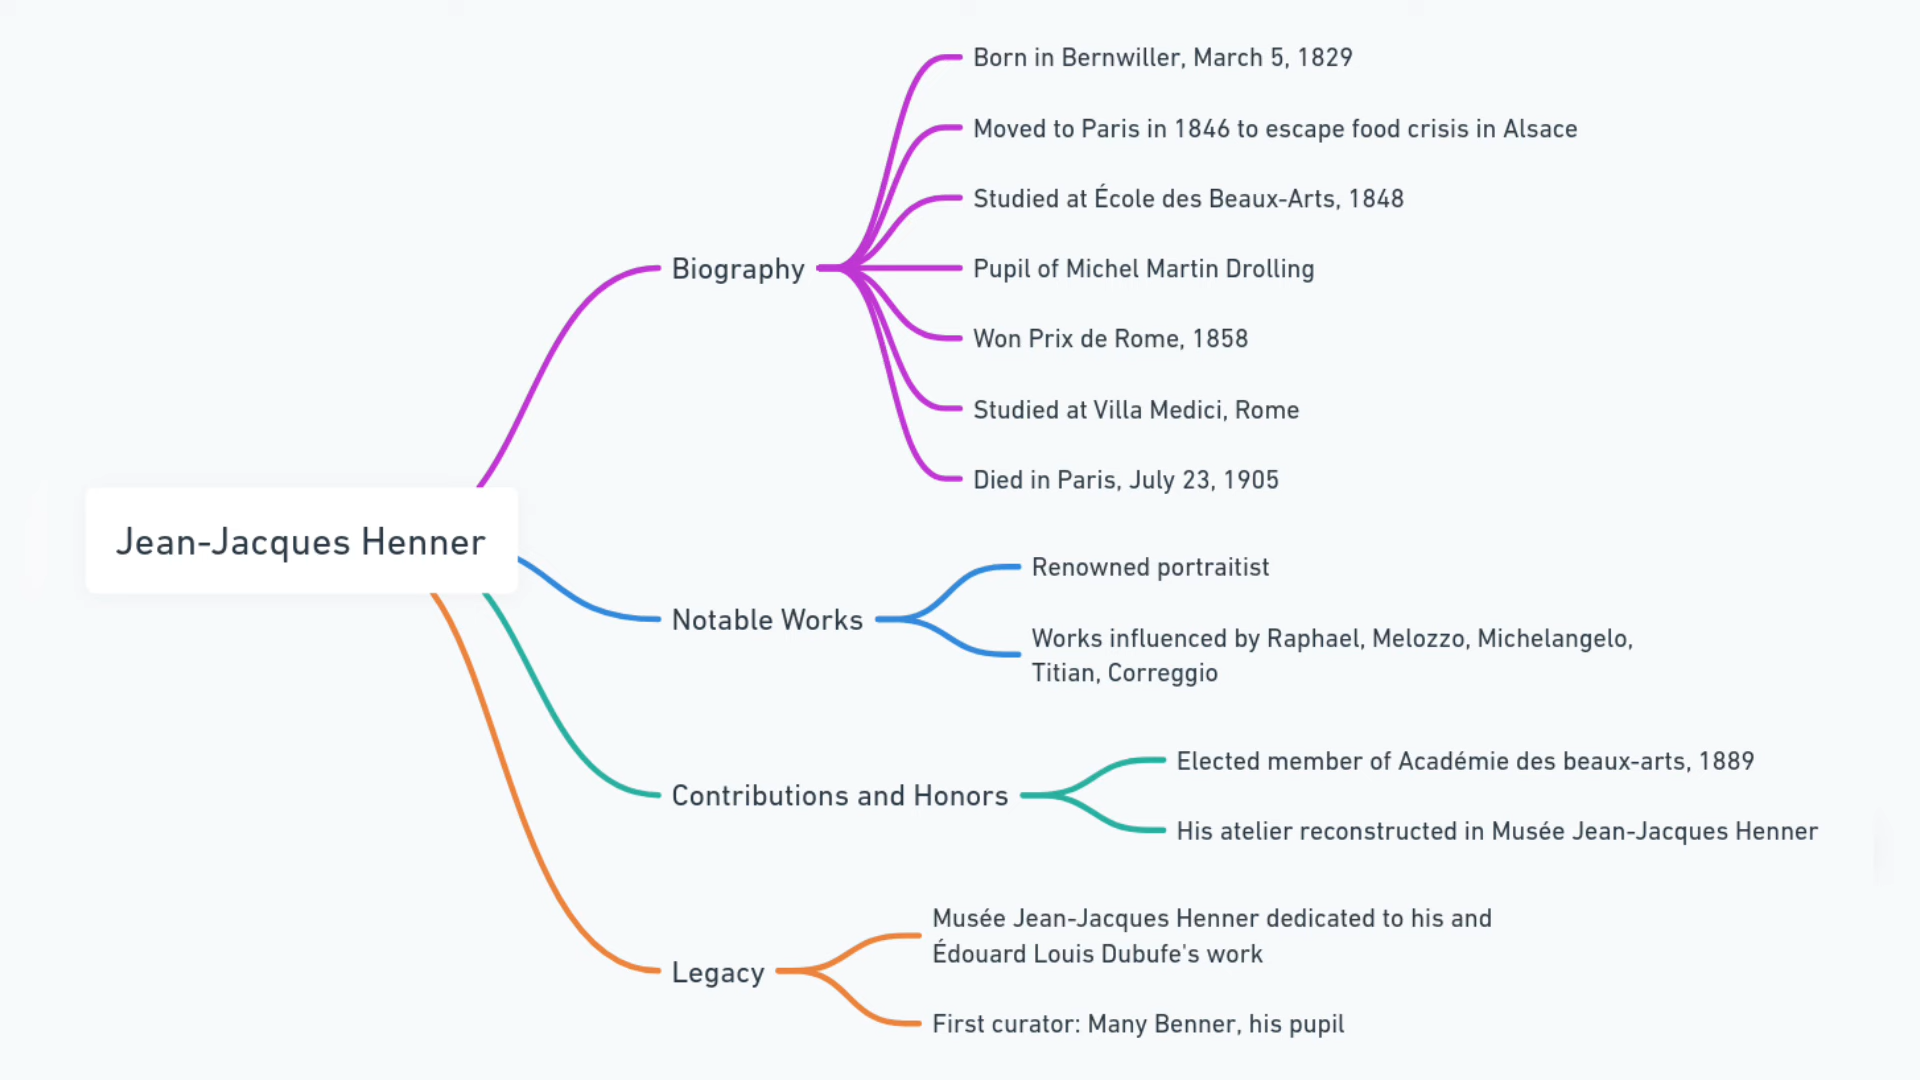 Jean-Jacques Henner
Biography
Born in Bernwiller, March 5, 1829
Moved to Paris in 1846 to escape food crisis in Alsace
Studied at École des Beaux-Arts, 1848
Pupil of Michel Martin Drolling
Won Prix de Rome, 1858
Studied at Villa Medici, Rome
Died in Paris, July 23, 1905
Notable Works
Renowned portraitist
Works influenced by Raphael, Melozzo, Michelangelo,
Titian, Correggio
Contributions and Honors
Elected member of Académie des beaux-arts, 1889
His atelier reconstructed in Musée Jean-Jacques Henner
Legacy
Musée Jean-Jacques Henner dedicated to his and
Édouard Louis Dubufe's work
First curator: Many Benner, his pupil